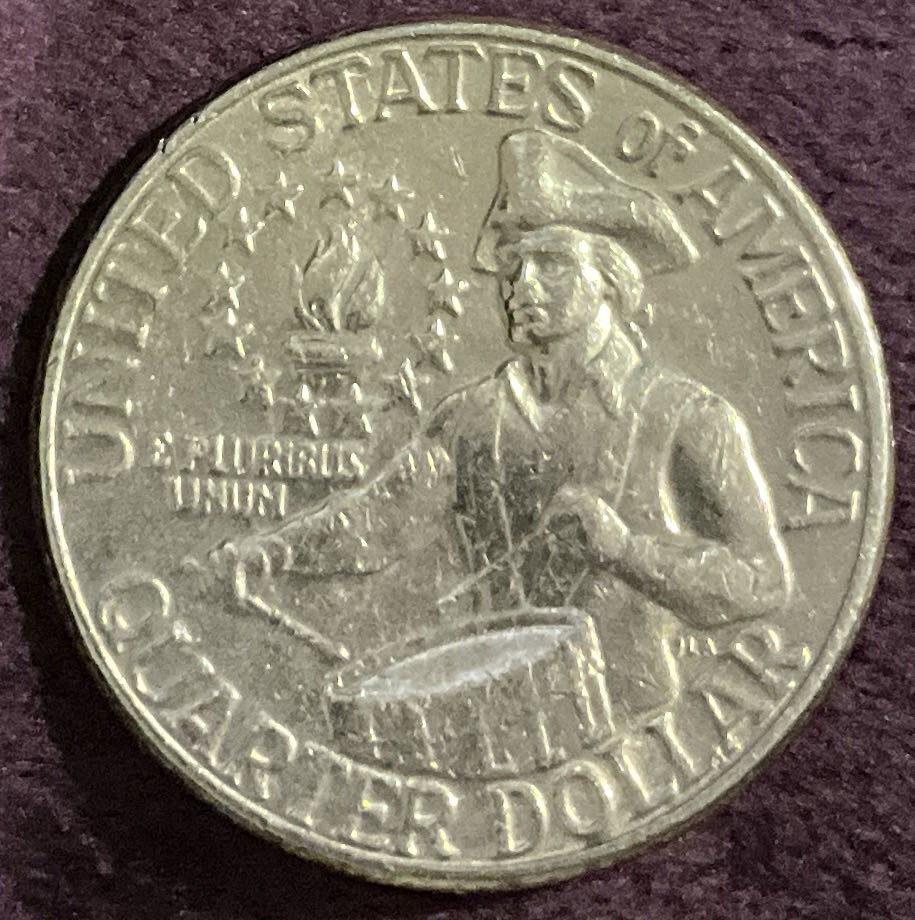 UNITED STATES OF AMERICA
E PLURIBUS
UNUM
QUARTER DOLLAR